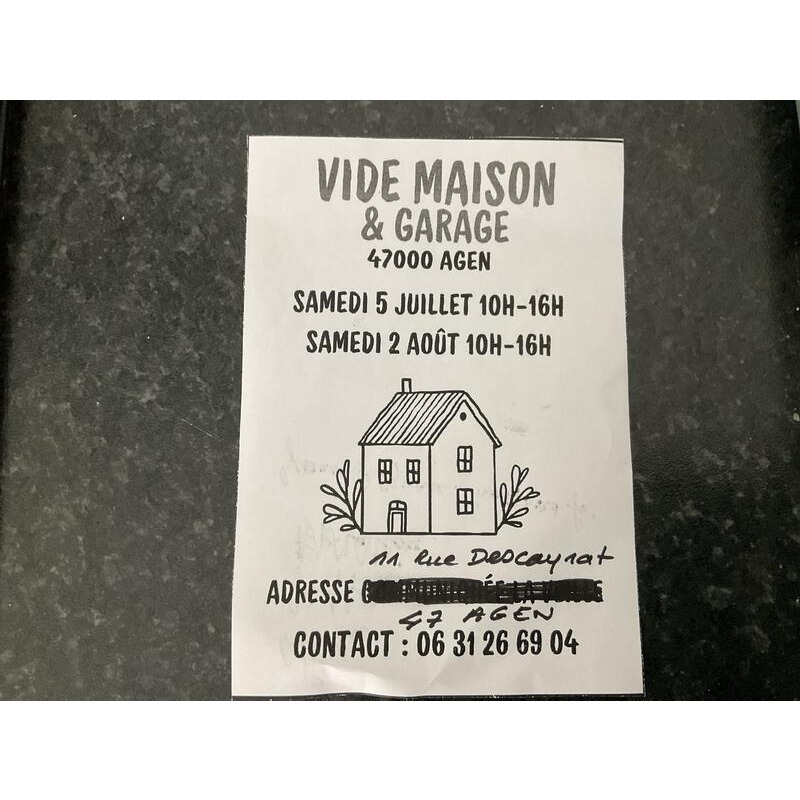 VIDE MAISON
& GARAGE
47000 AGEN
SAMEDI 5 JUILLET 10H-16H
SAMEDI 2 AOÛT 10H-16H
11 Rue Descayrat
ADRESSE
47 AGEN
CONTACT : 06 31 26 69 04